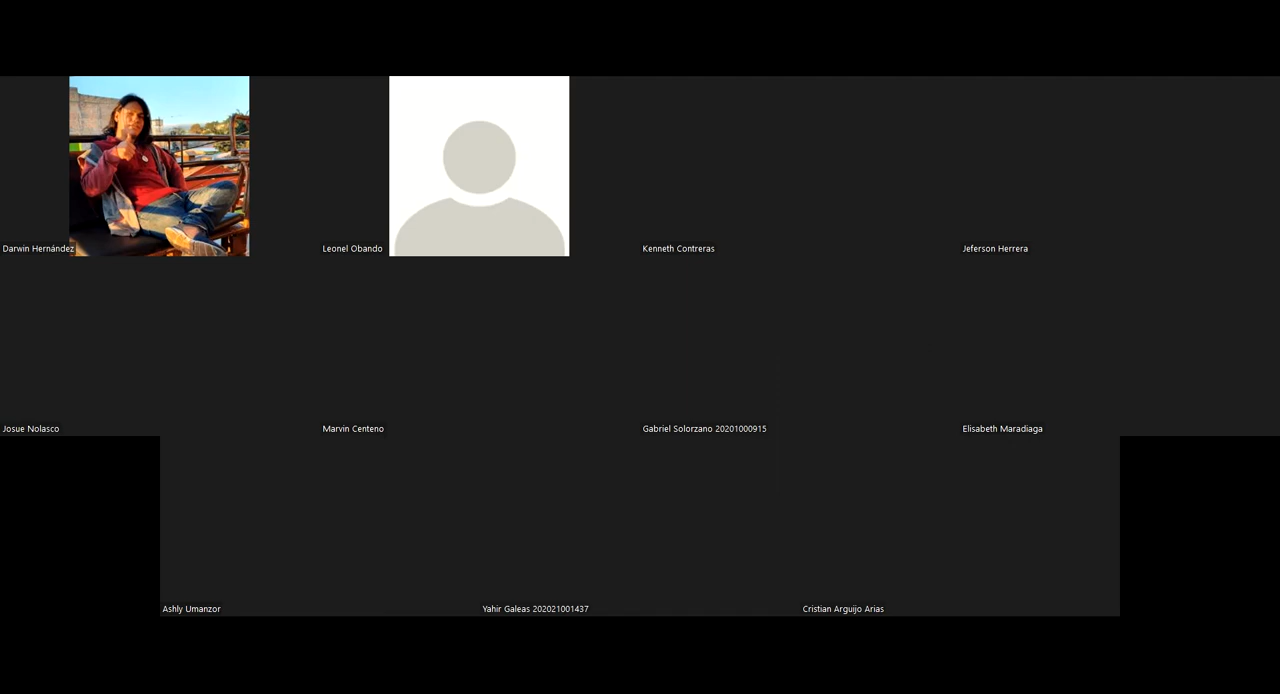 Darwin Hernández
Leonel Obando
Kenneth Contreras
Jeferson Herrera
Josue Nolasco
Marvin Centeno
Gabriel Solorzano 20201000915
Elisabeth Maradiaga
Ashly Umanzor
Yahir Galeas 202021001437
Cristian Arguijo Arias